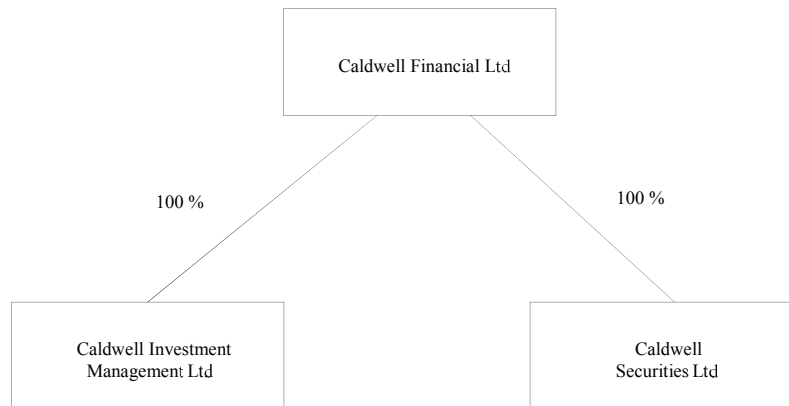 Caldwell Financial Ltd
100 %
100 %
Caldwell Investment
Management Ltd
Caldwell
Securities Ltd